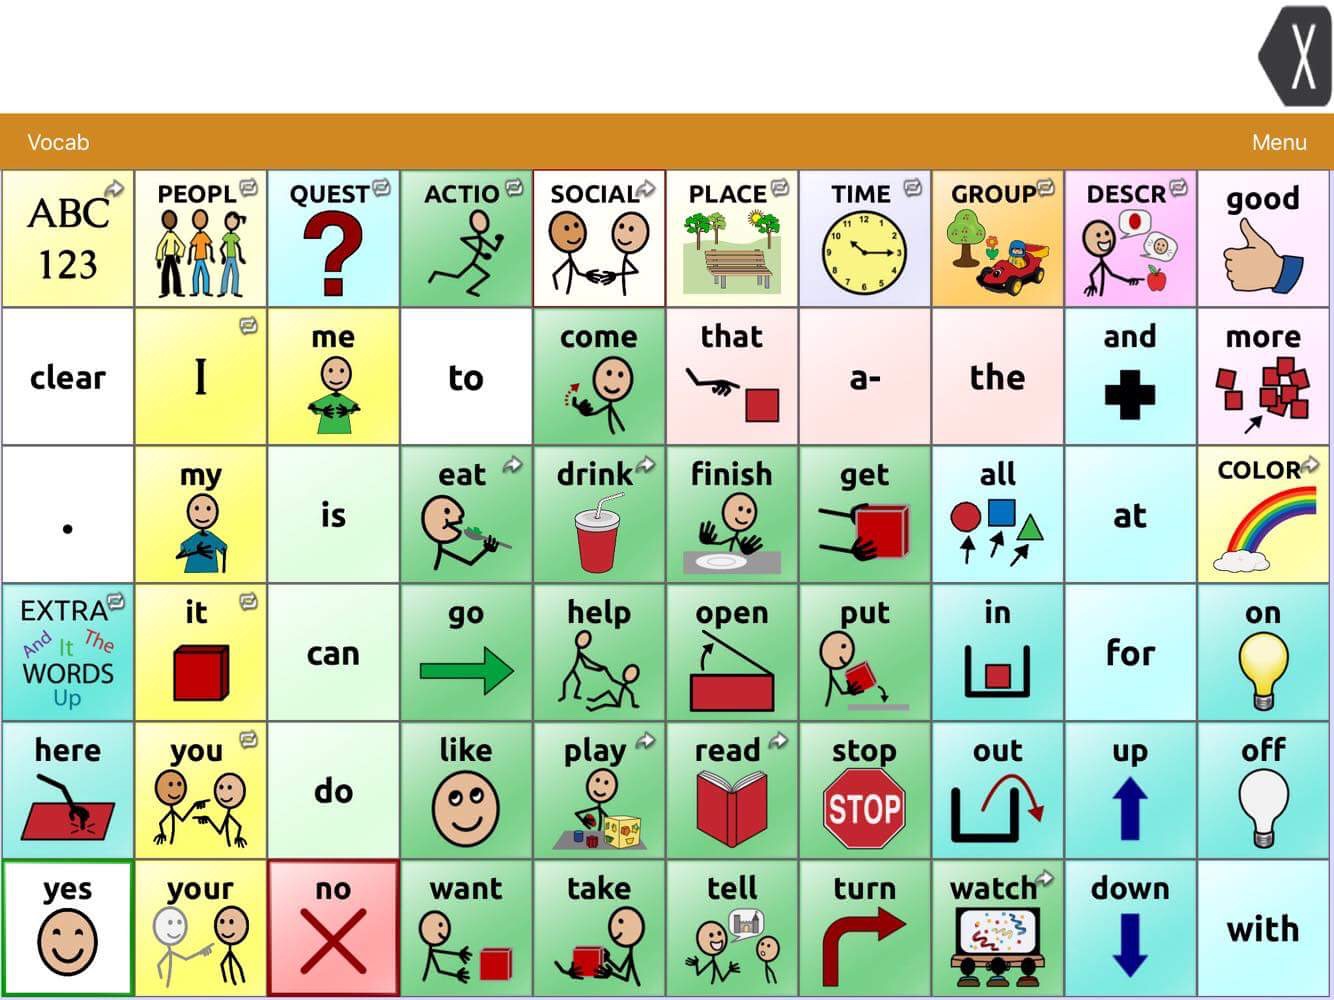 X
Vocab Menu
ABC 123 PEOPL QUEST ACTIO SOCIAL PLACE TIME GROUP DESCR good
clear I me to come that a- the and more
. my is eat drink finish get all at COLOR
EXTRA And It The WORDS Up it can go help open put in for on
here you do like play read stop STOP out up off
yes your no want take tell turn watch down with